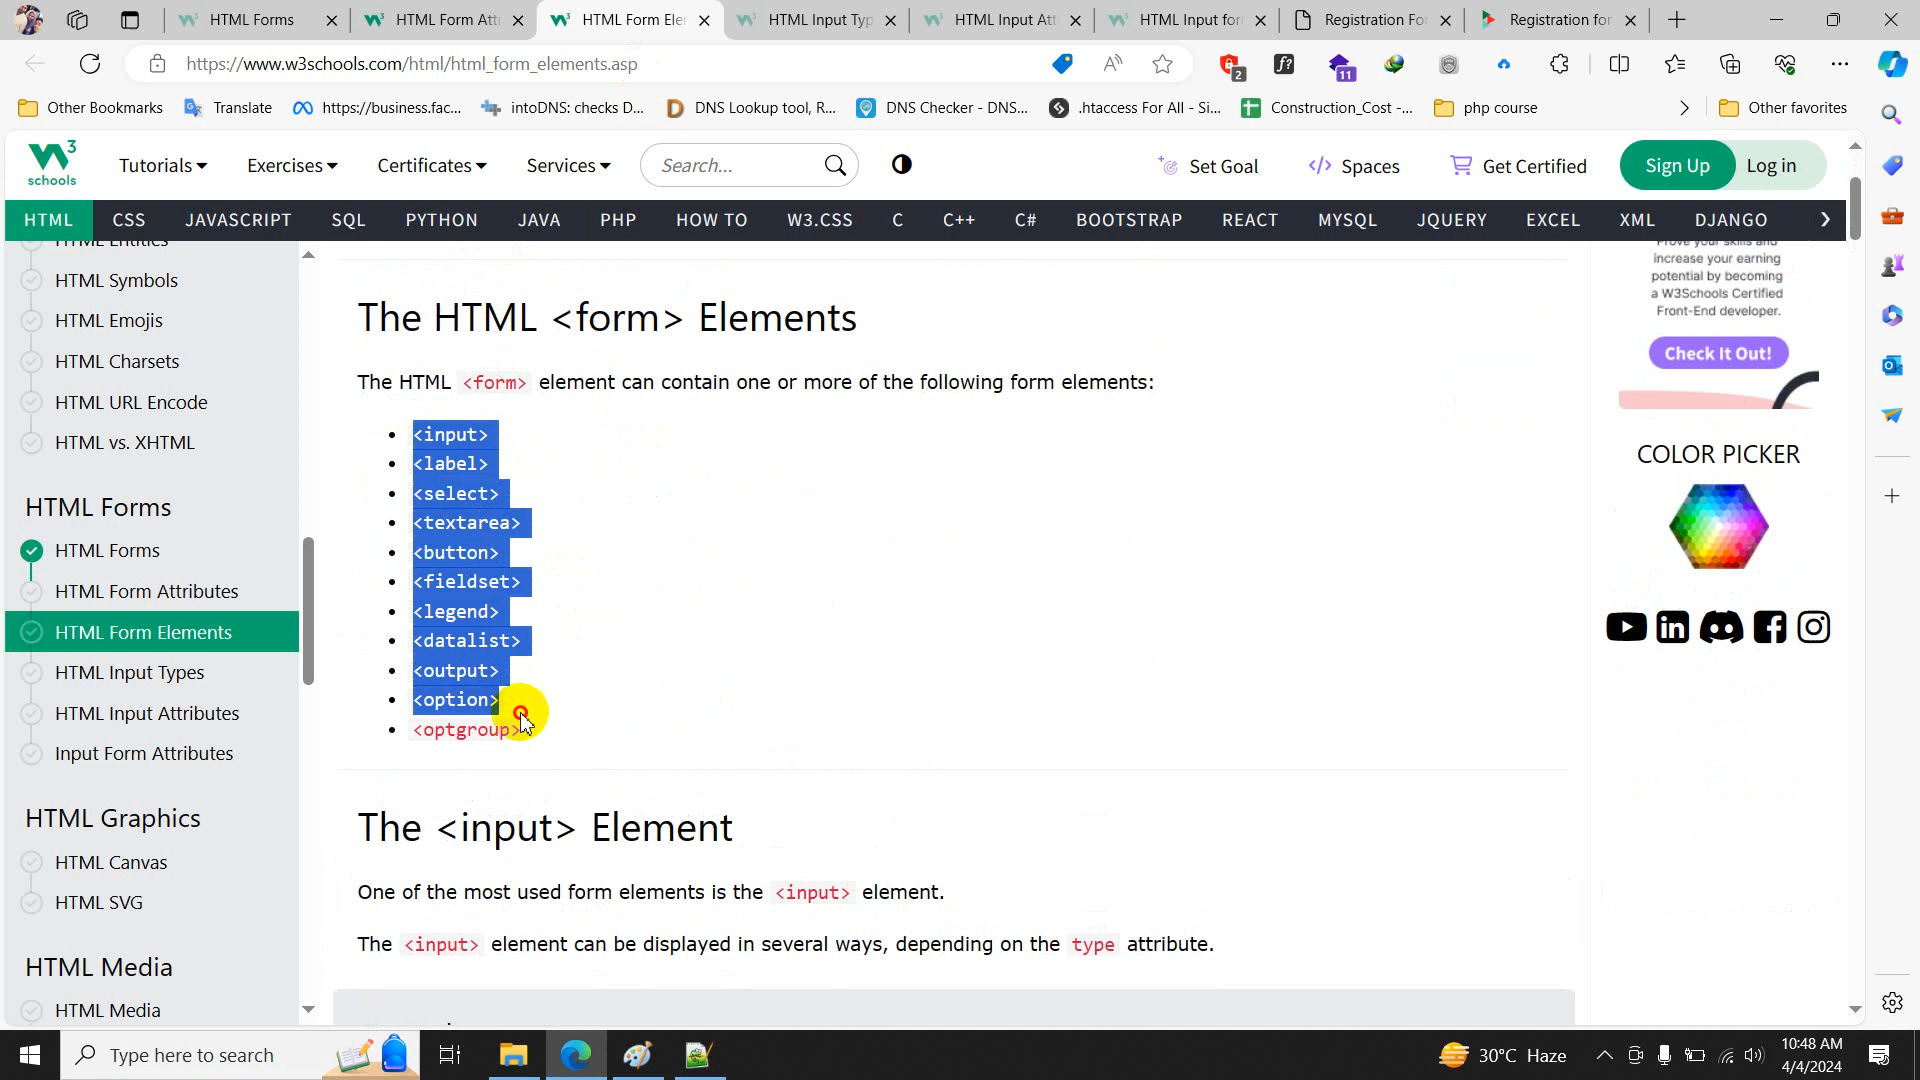 HTML Forms
HTML Form Att
HTML Form Ele
HTML Input Typ
HTML Input Att
HTML Input for
Registration Fo
Registration for
https://www.w3schools.com/html/html_form_elements.asp
2
f?
11
Other Bookmarks
Translate
https://business.fac...
intoDNS: checks D...
DNS Lookup tool, R...
DNS Checker - DNS...
.htaccess For All - Si...
Construction_Cost -...
php course
Other favorites
W3 schools
Tutorials
Exercises
Certificates
Services
Search...
Set Goal
Spaces
Get Certified
Sign Up
Log in
HTML
CSS
JAVASCRIPT
SQL
PYTHON
JAVA
PHP
HOW TO
W3.CSS
C
C++
C#
BOOTSTRAP
REACT
MYSQL
JQUERY
EXCEL
XML
DJANGO
HTML Entities
HTML Symbols
HTML Emojis
HTML Charsets
HTML URL Encode
HTML vs. XHTML
HTML Forms
HTML Forms
HTML Form Attributes
HTML Form Elements
HTML Input Types
HTML Input Attributes
Input Form Attributes
HTML Graphics
HTML Canvas
HTML SVG
HTML Media
HTML Media
The HTML <form> Elements
The HTML <form> element can contain one or more of the following form elements:
<input>
<label>
<select>
<textarea>
<button>
<fieldset>
<legend>
<datalist>
<output>
<option>
<optgroup>
The <input> Element
One of the most used form elements is the <input> element.
The <input> element can be displayed in several ways, depending on the type attribute.
Prove your skills and
increase your earning
potential by becoming
a W3Schools Certified
Front-End developer.
Check It Out!
COLOR PICKER
Type here to search
30°C Haze
10:48 AM
4/4/2024